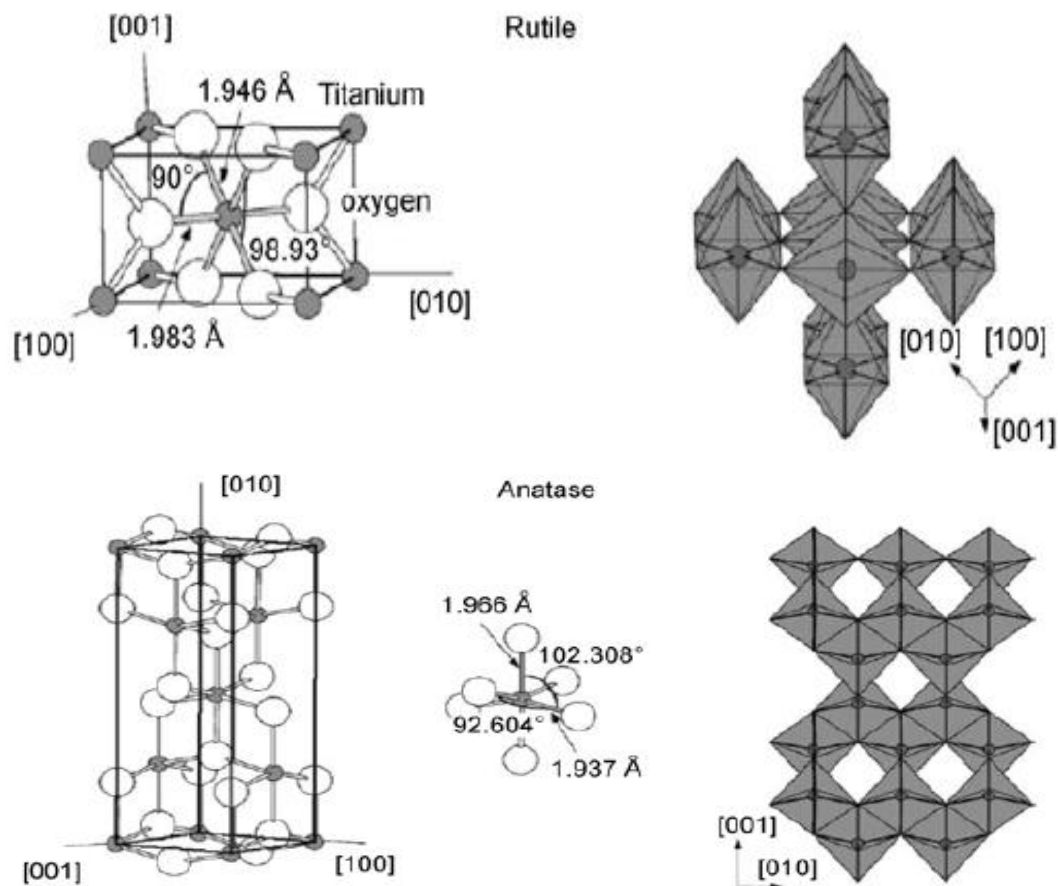 [001]
Rutile
1.946 Å
Titanium
90°
oxygen
98.93°
[010]
[100]
1.983 Å
[010]
[100]
[001]
[010]
Anatase
1.966 Å
102.308°
92.604°
1.937 Å
[001]
[100]
[001]
[010]